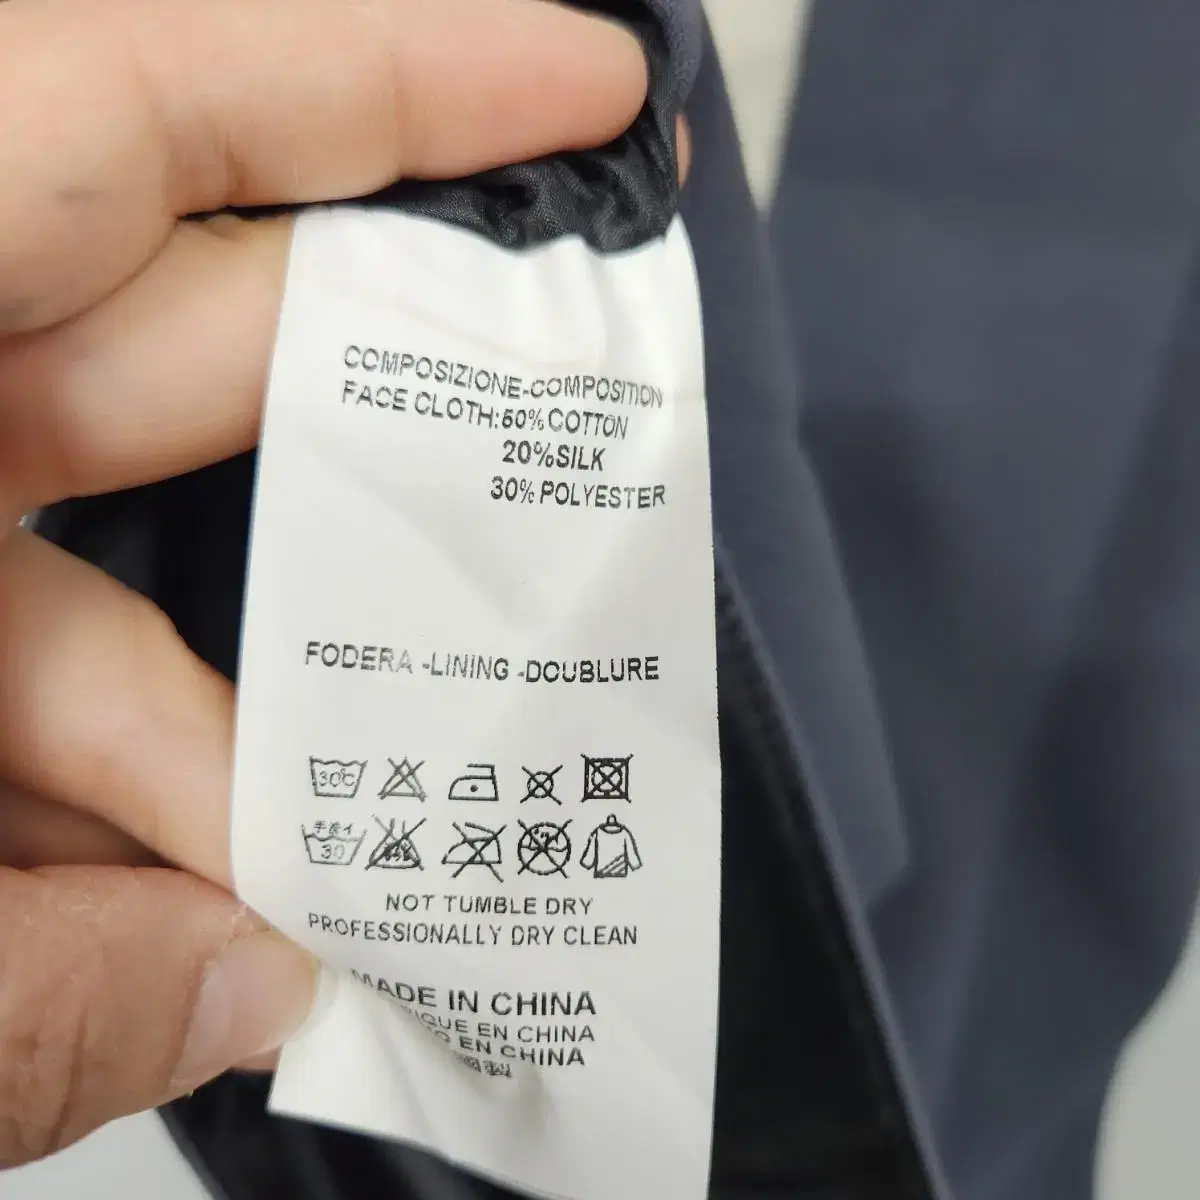 COMPOSIZIONE-COMPOSITION
FACE CLOTH:50%COTTON
20%SILK
30%POLYESTER
FODERA -LINING -DOUBLURE
30℃
30
NOT TUMBLE DRY
PROFESSIONALLY DRY CLEAN
MADE IN CHINA
EN CHINA
EN CHINA